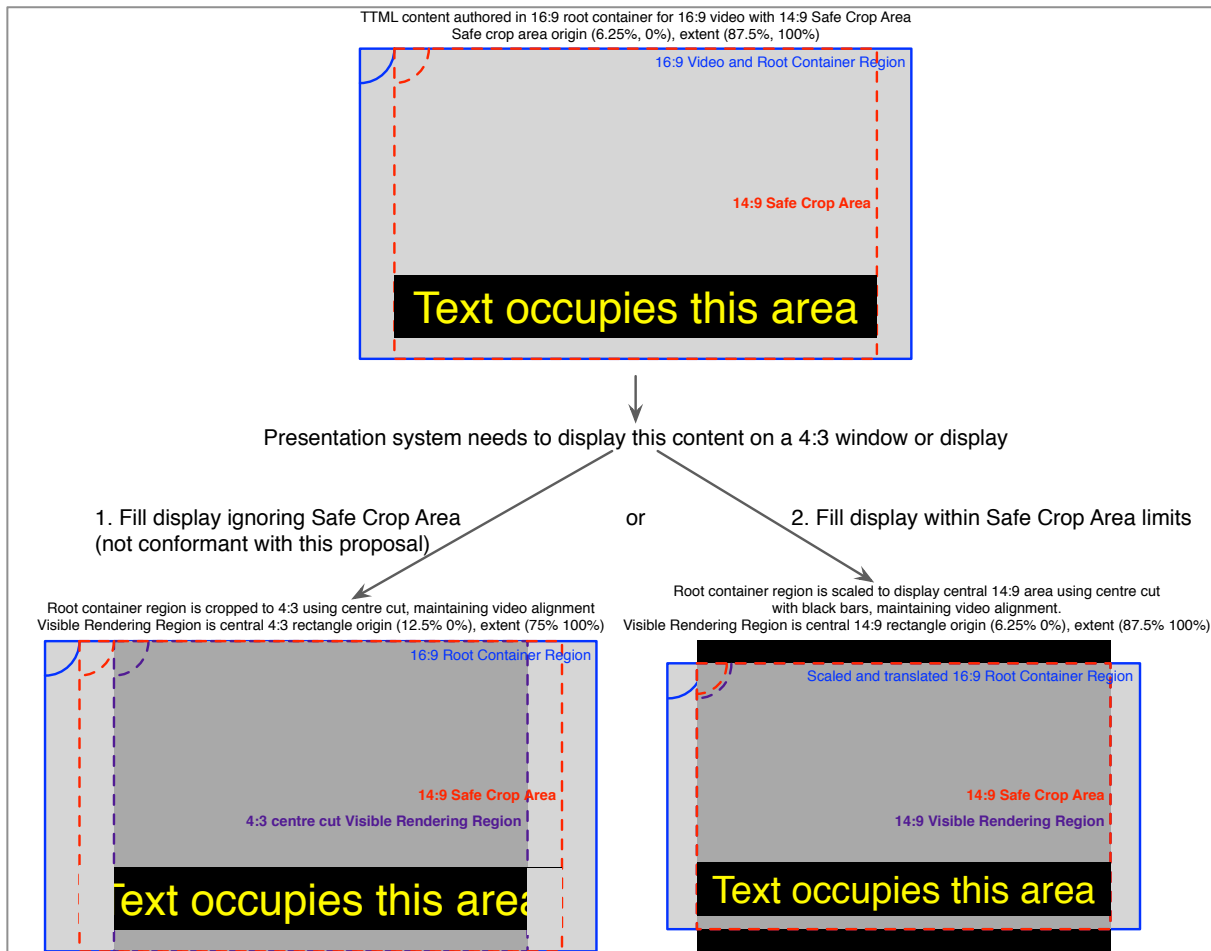 TTML content authored in 16:9 root container for 16:9 video with 14:9 Safe Crop Area
Safe crop area origin (6.25%, 0%), extent (87.5%, 100%)
16:9 Video and Root Container Region
14:9 Safe Crop Area
Text occupies this area
Presentation system needs to display this content on a 4:3 window or display
1. Fill display ignoring Safe Crop Area
(not conformant with this proposal)
or
2. Fill display within Safe Crop Area limits
Root container region is cropped to 4:3 using centre cut, maintaining video alignment
Visible Rendering Region is central 4:3 rectangle origin (12.5% 0%), extent (75% 100%)
16:9 Root Container Region
14:9 Safe Crop Area
4:3 centre cut Visible Rendering Region
Text occupies this area
Root container region is scaled to display central 14:9 area using centre cut
with black bars, maintaining video alignment.
Visible Rendering Region is central 14:9 rectangle origin (6.25% 0%), extent (87.5% 100%)
Scaled and translated 16:9 Root Container Region
14:9 Safe Crop Area
14:9 Visible Rendering Region
Text occupies this area